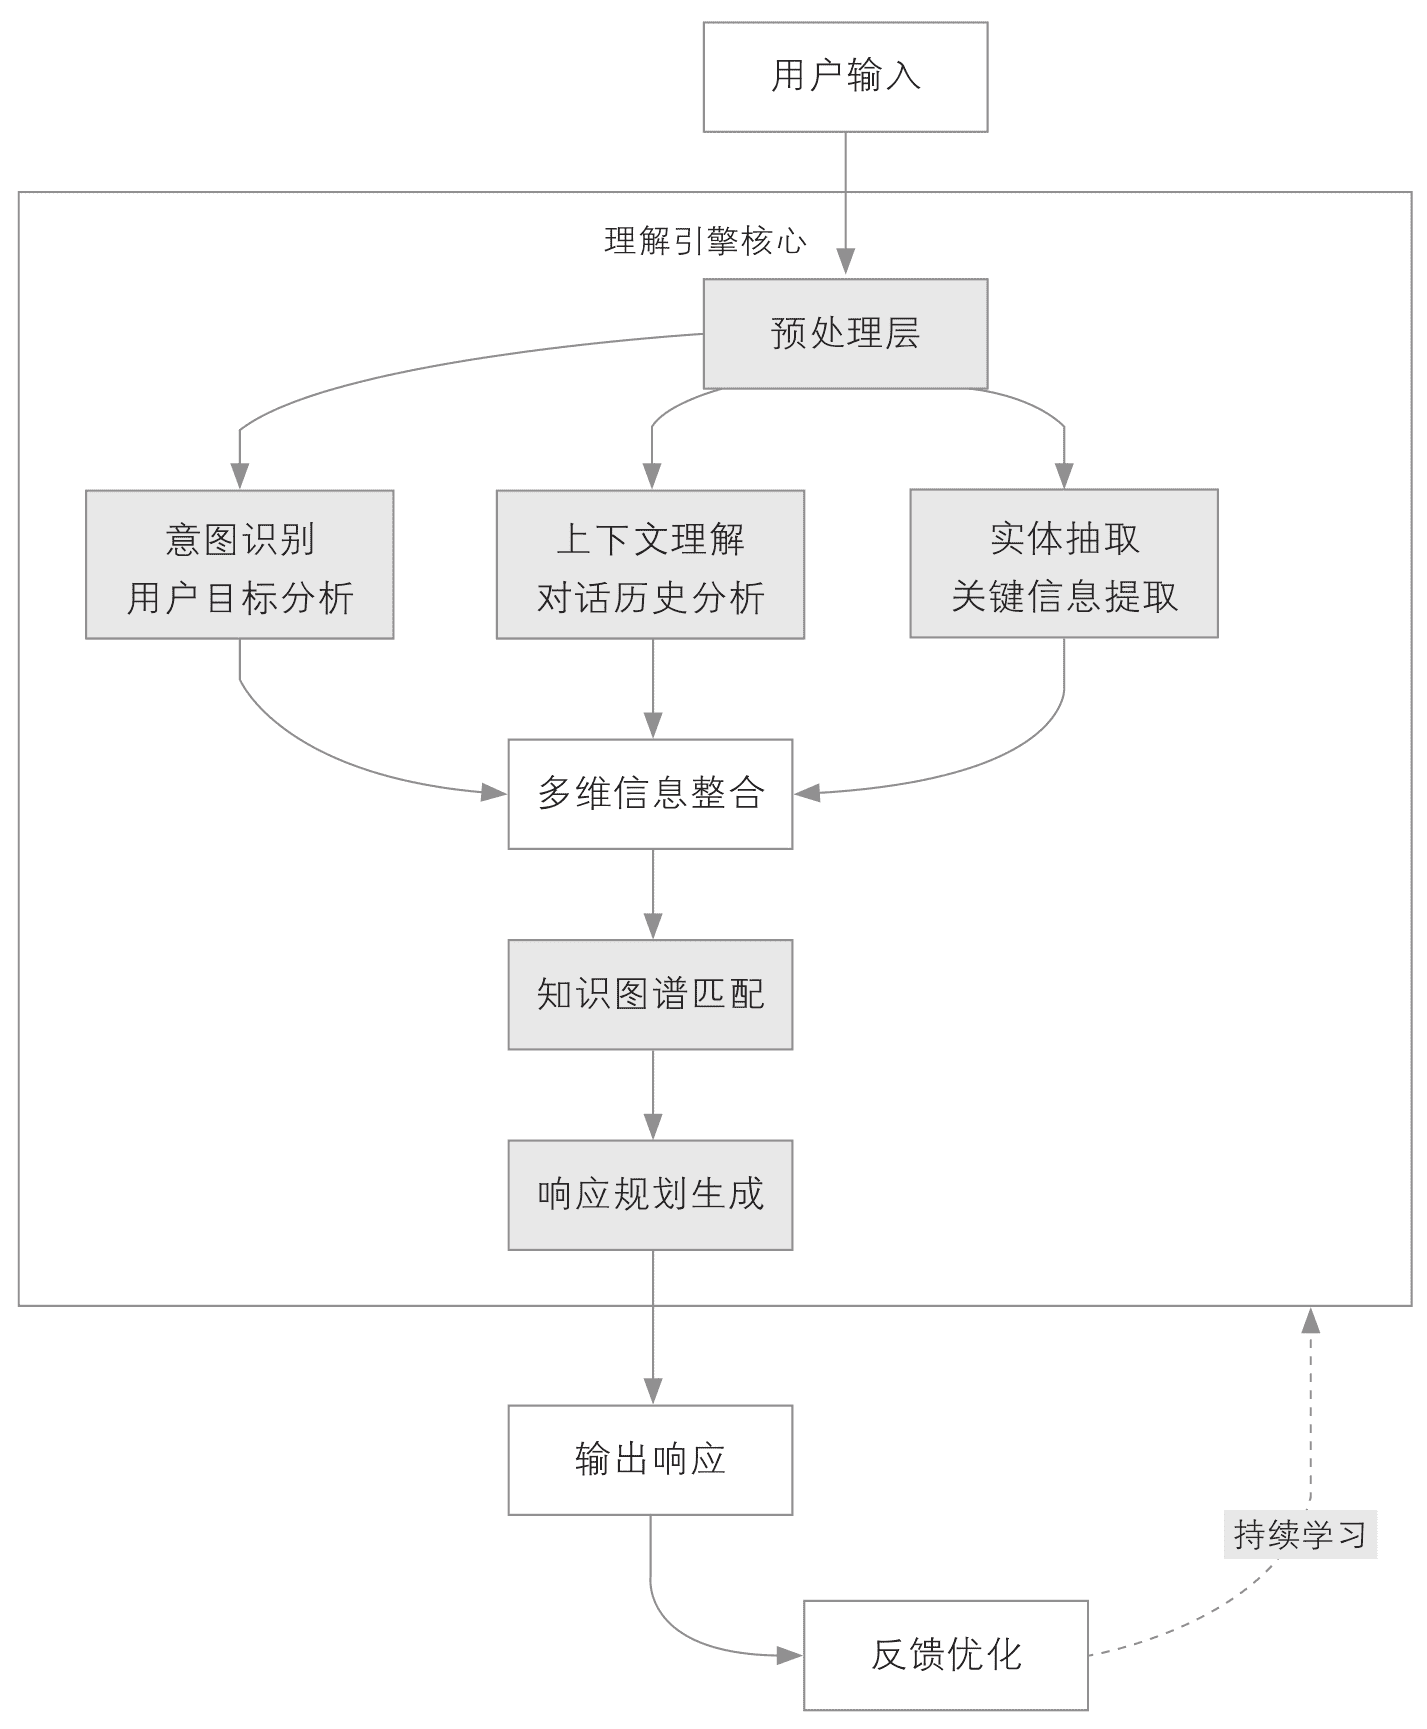 用户输入
理解引擎核心
预处理层
意图识别
用户目标分析
上下文理解
对话历史分析
实体抽取
关键信息提取
多维信息整合
知识图谱匹配
响应规划生成
输出响应
持续学习
反馈优化